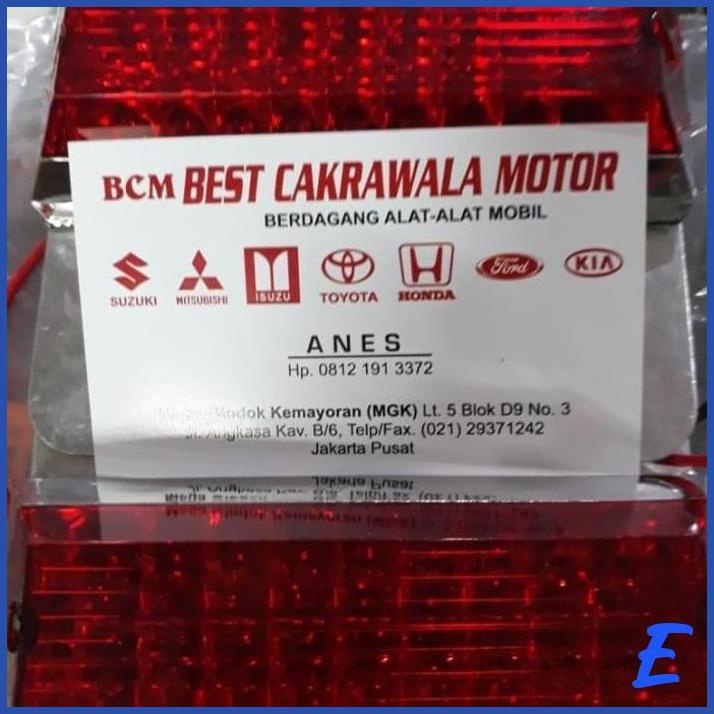 BCM BEST CAKRAWALA MOTOR
BERDAGANG ALAT-ALAT MOBIL
SUZUKI MITSUBISHI ISUZU TOYOTA HONDA Ford KIA
ANES
Hp. 0812 191 3372
Kemayoran (MGK) Lt. 5 Blok D9 No. 3
Angkasa Kav. B/6, Telp/Fax. (021) 29371242
Jakarta Pusat
E